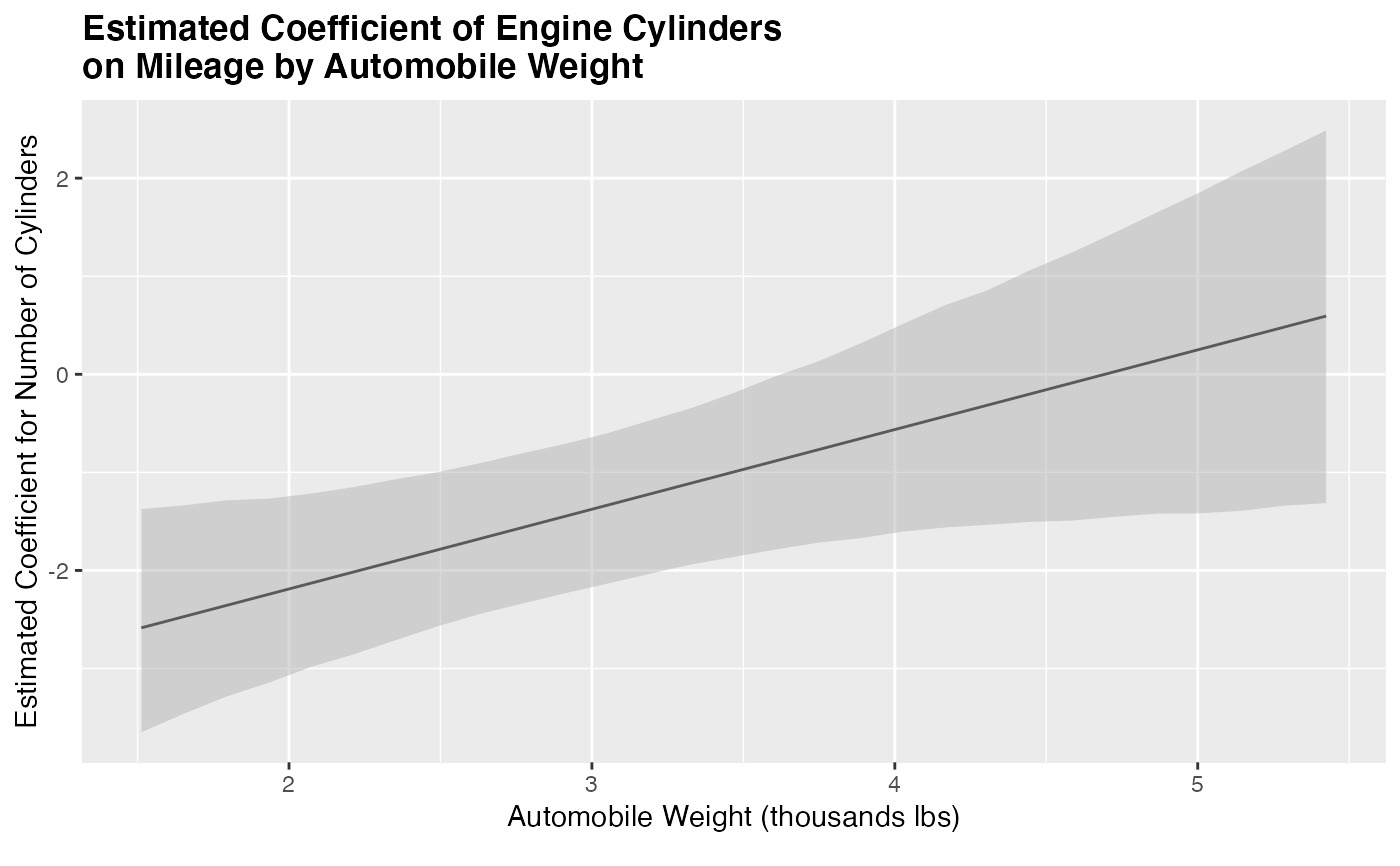 Estimated Coefficient of Engine Cylinders
on Mileage by Automobile Weight
Estimated Coefficient for Number of Cylinders
2
0
-2
2
3
4
5
Automobile Weight (thousands lbs)